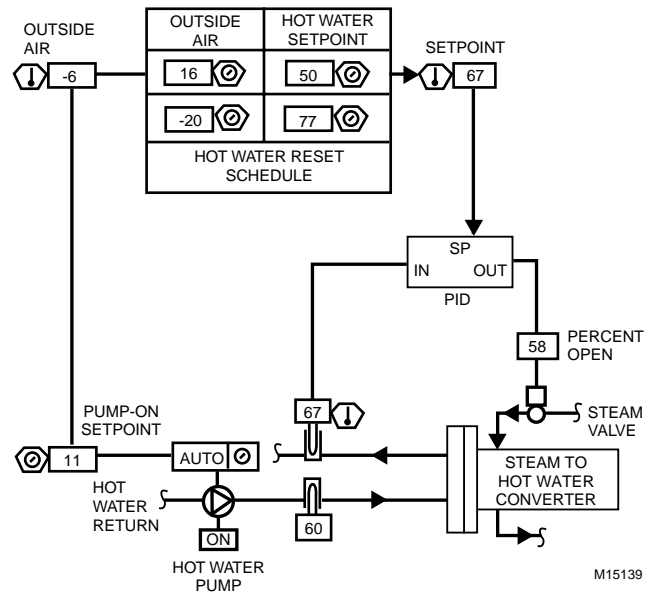 OUTSIDE
AIR
-6
OUTSIDE
AIR
HOT WATER
SETPOINT
16
50
-20
77
HOT WATER RESET
SCHEDULE
SETPOINT
67
SP
IN
OUT
PID
58
PERCENT
OPEN
67
STEAM
VALVE
PUMP-ON
SETPOINT
11
AUTO
STEAM TO
HOT WATER
CONVERTER
HOT
WATER
RETURN
60
ON
HOT WATER
PUMP
M15139